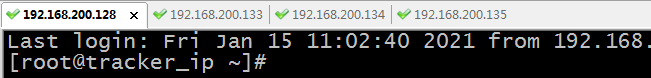 192.168.200.128 x 192.168.200.133 192.168.200.134 192.168.200.135
Last login: Fri Jan 15 11:02:40 2021 from 192.168.
[root@tracker_ip ~]#